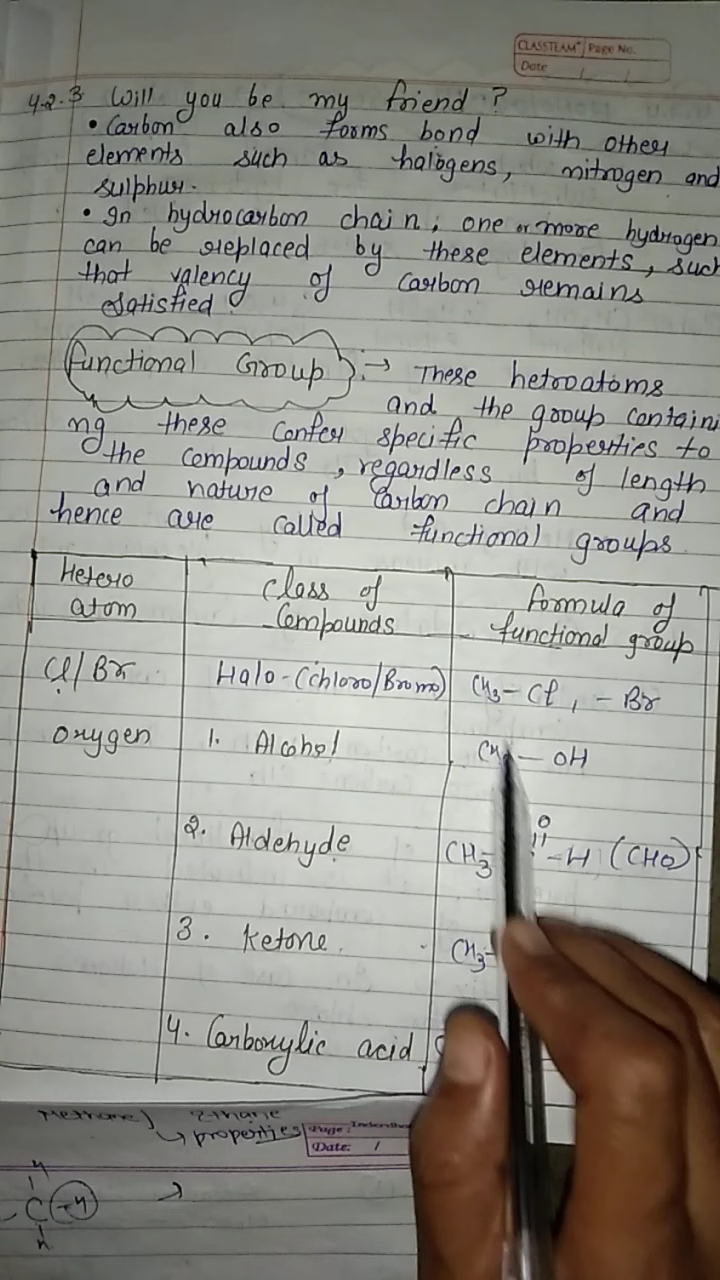 CLASSTEAM Page No.
Date / /
4.2.3 Will you be my friend ?
• Carbon also forms bond with other
elements such as halogens, nitrogen and
sulphur.
• In hydrocarbon chain, one or more hydrogen
can be replaced by these elements, such
that valency of carbon remains
satisfied.
functional Group :→ These hetroatoms
and the group containi
ng these confer specific properties to
the compounds, regardless of length
and nature of carbon chain and
hence are called functional groups.
Hetero atom
Class of Compounds
formula of functional group
Cl/Br Halo-(chloro/Bromo) CH3-Cl, -Br
oxygen 1. Alcohol - OH
2. Aldehyde CH3 O -H (CHO)
3. Ketone. CH3-
4. Carboxylic acid
Methane Ethane
→ properties
Date: /
H
- C -H
H